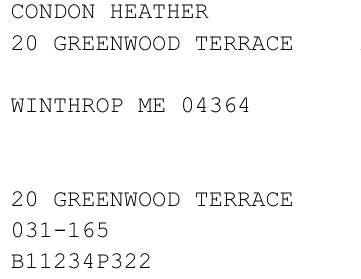 CONDON HEATHER
20 GREENWOOD TERRACE
WINTHROP ME 04364
20 GREENWOOD TERRACE
031-165
B11234P322